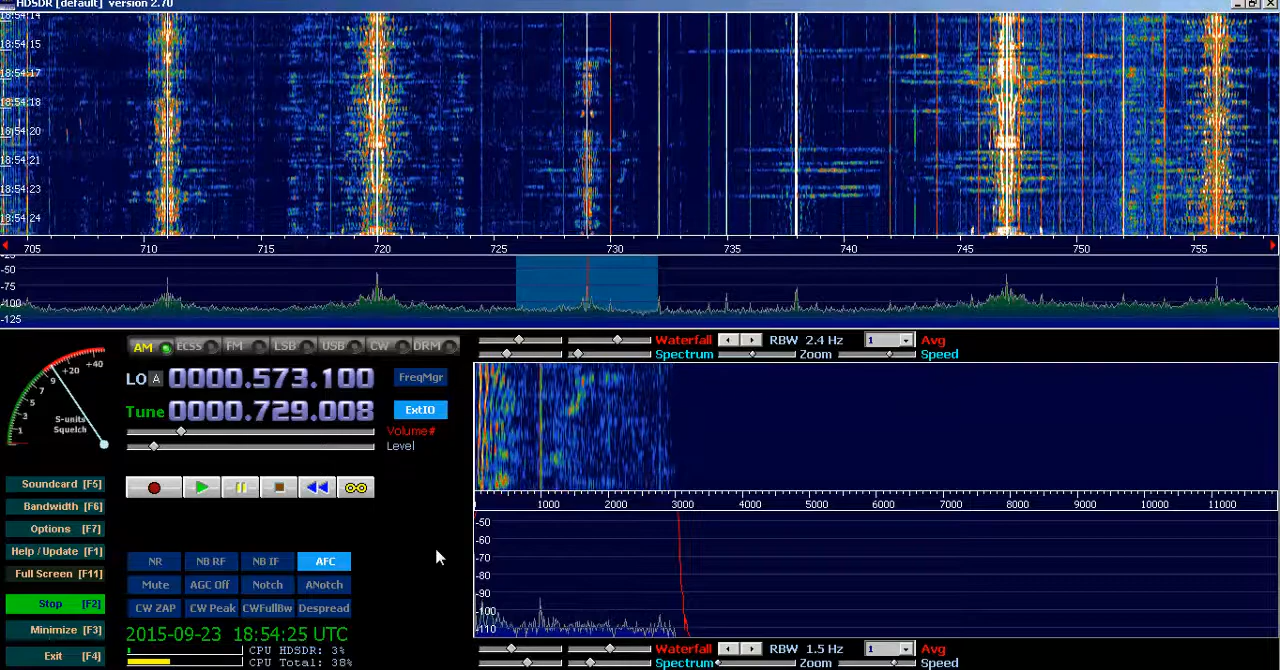 HDSDR [default] version 2.70
18:54:14
18:54:15
18:54:17
18:54:18
18:54:20
18:54:21
18:54:23
18:54:24
705 710 715 720 725 730 735 740 745 750 755
-25
-50
-75
-100
-125
AM ECSS FM LSB USB CW DRM
Waterfall RBW 2.4 Hz 1 Avg
Spectrum Zoom Speed
1 3 5 7 9 +20 +40
S-units
Squelch
LO A 0000.573.100 FreqMgr
Tune 0000.729.008 ExtIO
Volume#
Level
Soundcard [F5]
Bandwidth [F6]
Options [F7]
Help / Update [F1]
Full Screen [F11]
Stop [F2]
Minimize [F3]
Exit [F4]
NR NB RF NB IF AFC
Mute AGC Off Notch ANotch
CW ZAP CW Peak CWFullBw Despread
2015-09-23 18:54:25 UTC
CPU HDSDR: 3%
CPU Total: 38%
1000 2000 3000 4000 5000 6000 7000 8000 9000 10000 11000
-50
-60
-70
-80
-90
-100
-110
Waterfall RBW 1.5 Hz 1 Avg
Spectrum Zoom Speed